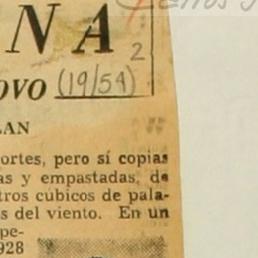 NA
2
OVO (19/54)
LAN
ortes, pero sí copias
as y empastadas, de
tros cúbicos de pala-
s del viento. En un
pe-
928